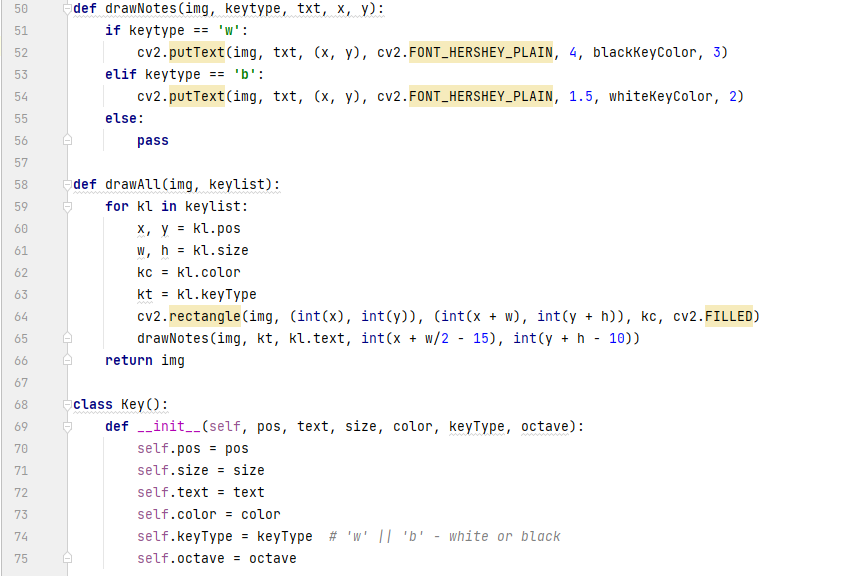 50 def drawNotes(img, keytype, txt, x, y):
51     if keytype == 'w':
52         cv2.putText(img, txt, (x, y), cv2.FONT_HERSHEY_PLAIN, 4, blackKeyColor, 3)
53     elif keytype == 'b':
54         cv2.putText(img, txt, (x, y), cv2.FONT_HERSHEY_PLAIN, 1.5, whiteKeyColor, 2)
55     else:
56         pass
57
58 def drawAll(img, keylist):
59     for kl in keylist:
60         x, y = kl.pos
61         w, h = kl.size
62         kc = kl.color
63         kt = kl.keyType
64         cv2.rectangle(img, (int(x), int(y)), (int(x + w), int(y + h)), kc, cv2.FILLED)
65         drawNotes(img, kt, kl.text, int(x + w/2 - 15), int(y + h - 10))
66     return img
67
68 class Key():
69     def __init__(self, pos, text, size, color, keyType, octave):
70         self.pos = pos
71         self.size = size
72         self.text = text
73         self.color = color
74         self.keyType = keyType  # 'w' || 'b' - white or black
75         self.octave = octave